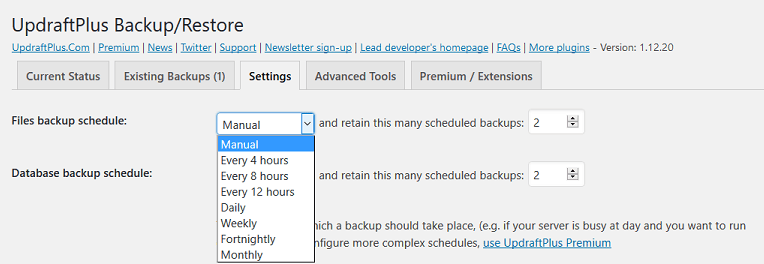 UpdraftPlus Backup/Restore
UpdraftPlus.Com | Premium | News | Twitter | Support | Newsletter sign-up | Lead developer's homepage | FAQs | More plugins - Version: 1.12.20
Current Status Existing Backups (1) Settings Advanced Tools Premium / Extensions
Files backup schedule: Manual and retain this many scheduled backups: 2
Manual
Every 4 hours
Every 8 hours
Database backup schedule: and retain this many scheduled backups: 2
Every 12 hours
Daily
Weekly
hich a backup should take place, (e.g. if your server is busy at day and you want to run
Fortnightly
nfigure more complex schedules, use UpdraftPlus Premium
Monthly